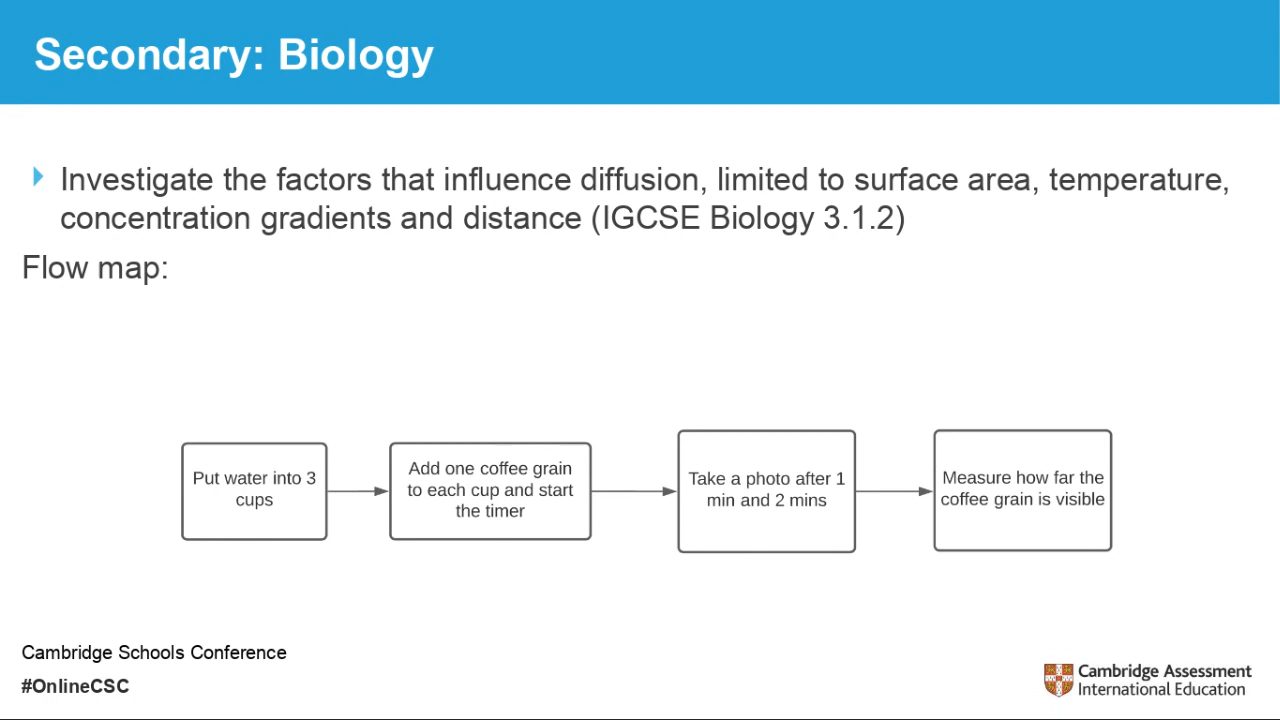 Secondary: Biology
Investigate the factors that influence diffusion, limited to surface area, temperature,
concentration gradients and distance (IGCSE Biology 3.1.2)
Flow map:
Put water into 3
cups
Add one coffee grain
to each cup and start
the timer
Take a photo after 1
min and 2 mins
Measure how far the
coffee grain is visible
Cambridge Schools Conference
#OnlineCSC
Cambridge Assessment
International Education